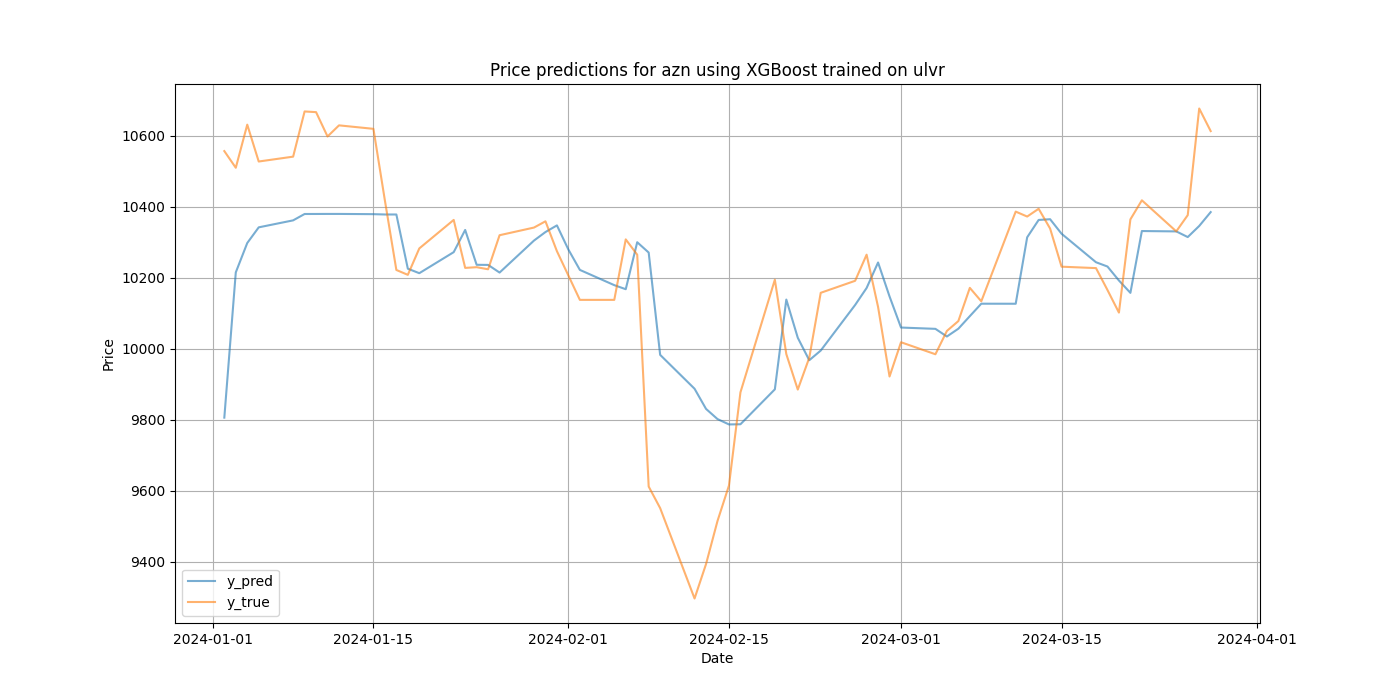 Price predictions for azn using XGBoost trained on ulvr
Price
10600
10400
10200
10000
9800
9600
9400
y_pred
y_true
2024-01-01
2024-01-15
2024-02-01
2024-02-15
2024-03-01
2024-03-15
2024-04-01
Date